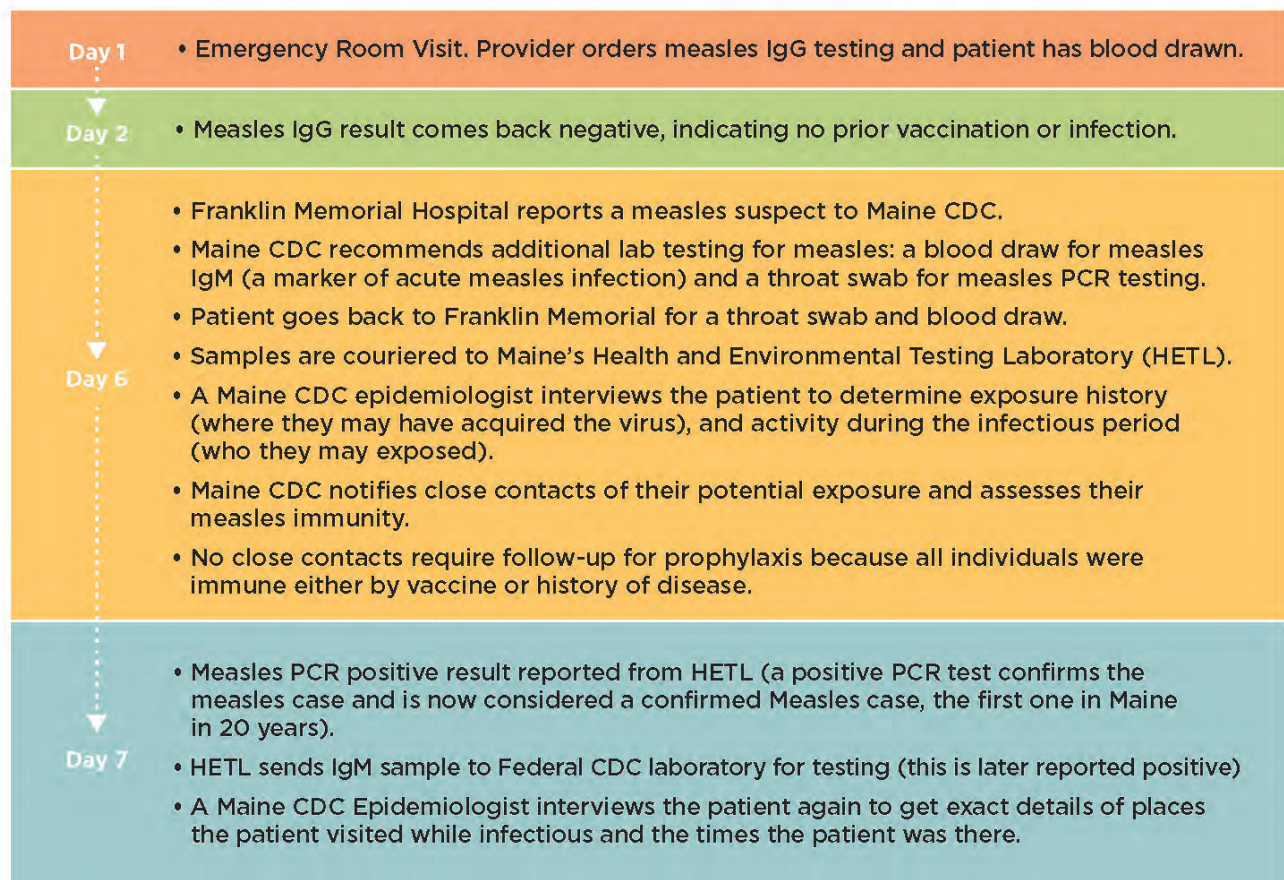 Day 1
• Emergency Room Visit. Provider orders measles IgG testing and patient has blood drawn.
Day 2
• Measles IgG result comes back negative, indicating no prior vaccination or infection.
Day 6
• Franklin Memorial Hospital reports a measles suspect to Maine CDC.
• Maine CDC recommends additional lab testing for measles: a blood draw for measles
IgM (a marker of acute measles infection) and a throat swab for measles PCR testing.
• Patient goes back to Franklin Memorial for a throat swab and blood draw.
• Samples are couriered to Maine's Health and Environmental Testing Laboratory (HETL).
• A Maine CDC epidemiologist interviews the patient to determine exposure history
(where they may have acquired the virus), and activity during the infectious period
(who they may exposed).
• Maine CDC notifies close contacts of their potential exposure and assesses their
measles immunity.
• No close contacts require follow-up for prophylaxis because all individuals were
immune either by vaccine or history of disease.
Day 7
• Measles PCR positive result reported from HETL (a positive PCR test confirms the
measles case and is now considered a confirmed Measles case, the first one in Maine
in 20 years).
• HETL sends IgM sample to Federal CDC laboratory for testing (this is later reported positive)
• A Maine CDC Epidemiologist interviews the patient again to get exact details of places
the patient visited while infectious and the times the patient was there.